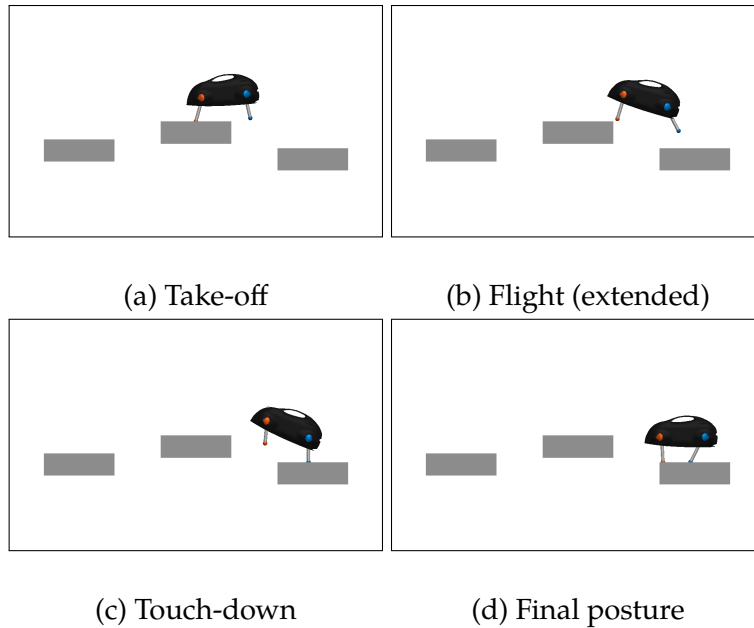 (a) Take-off
(b) Flight (extended)
(c) Touch-down
(d) Final posture